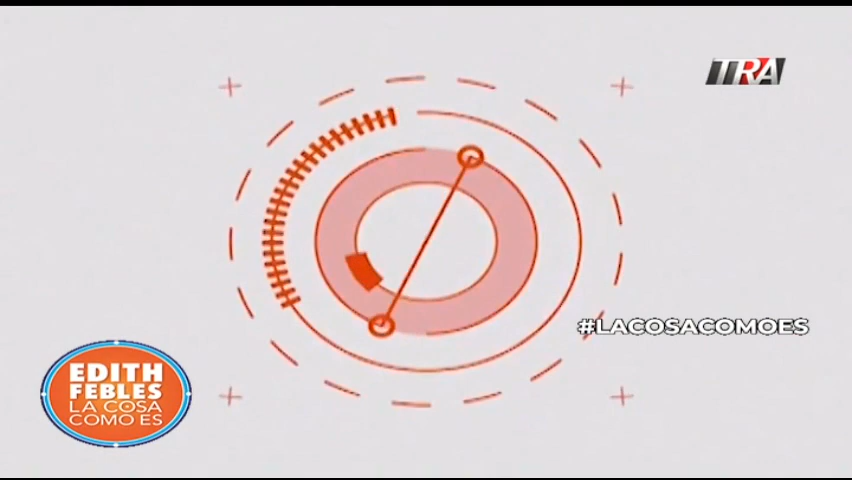 TRA
#LACOSACOMOES
EDITH
FEBLES
LA COSA
COMO ES